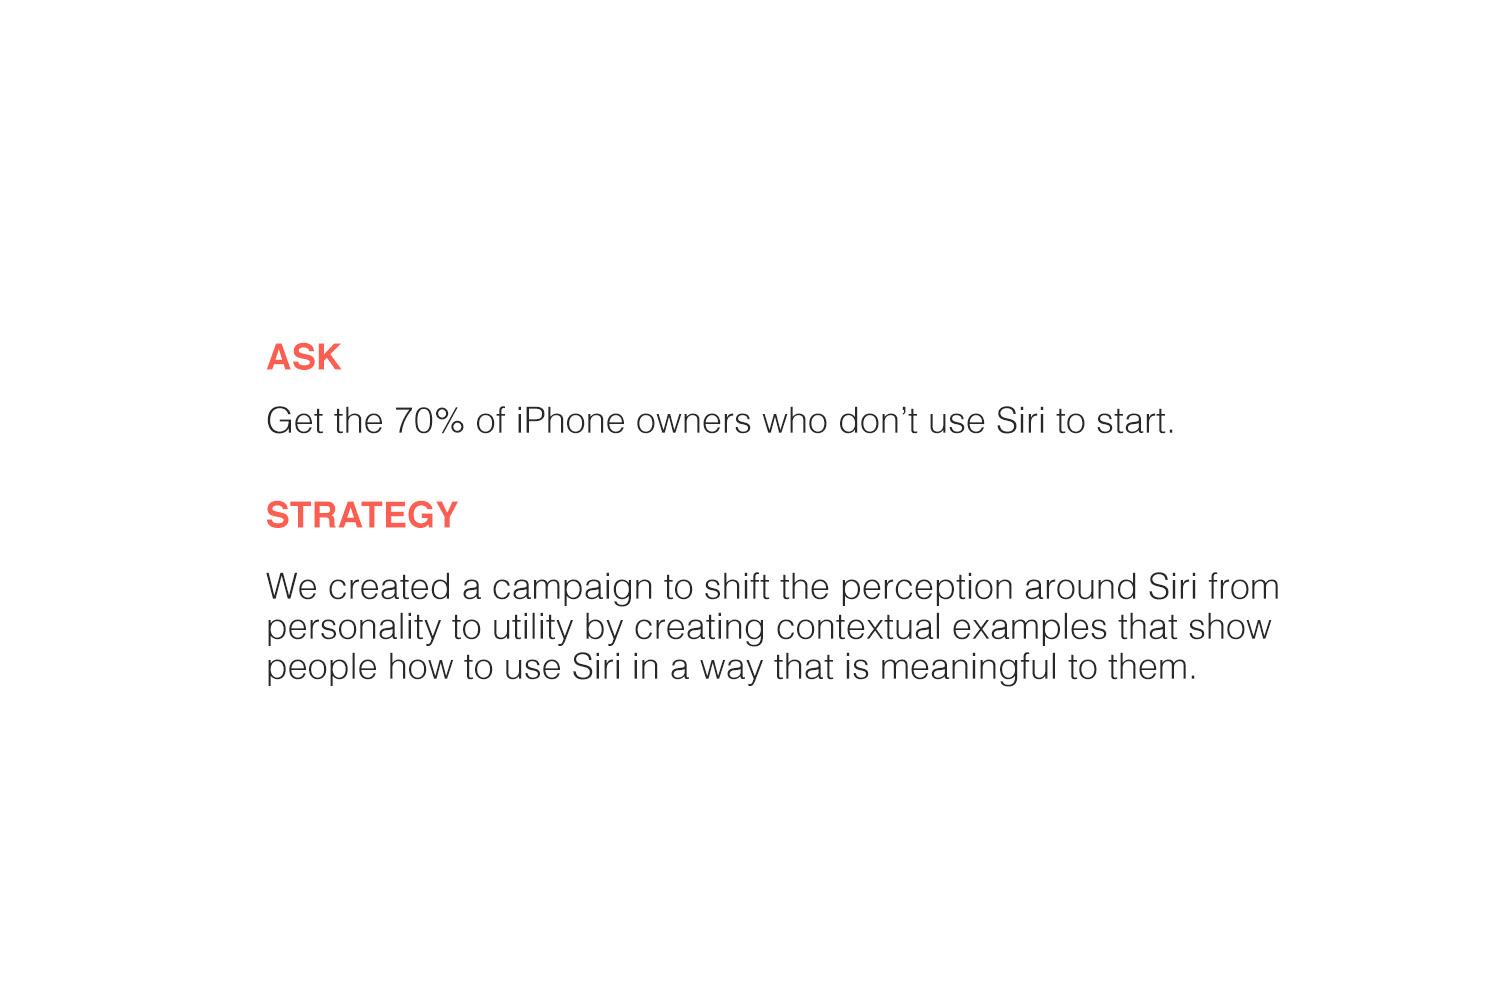 ASK
Get the 70% of iPhone owners who don’t use Siri to start.
STRATEGY
We created a campaign to shift the perception around Siri from
personality to utility by creating contextual examples that show
people how to use Siri in a way that is meaningful to them.